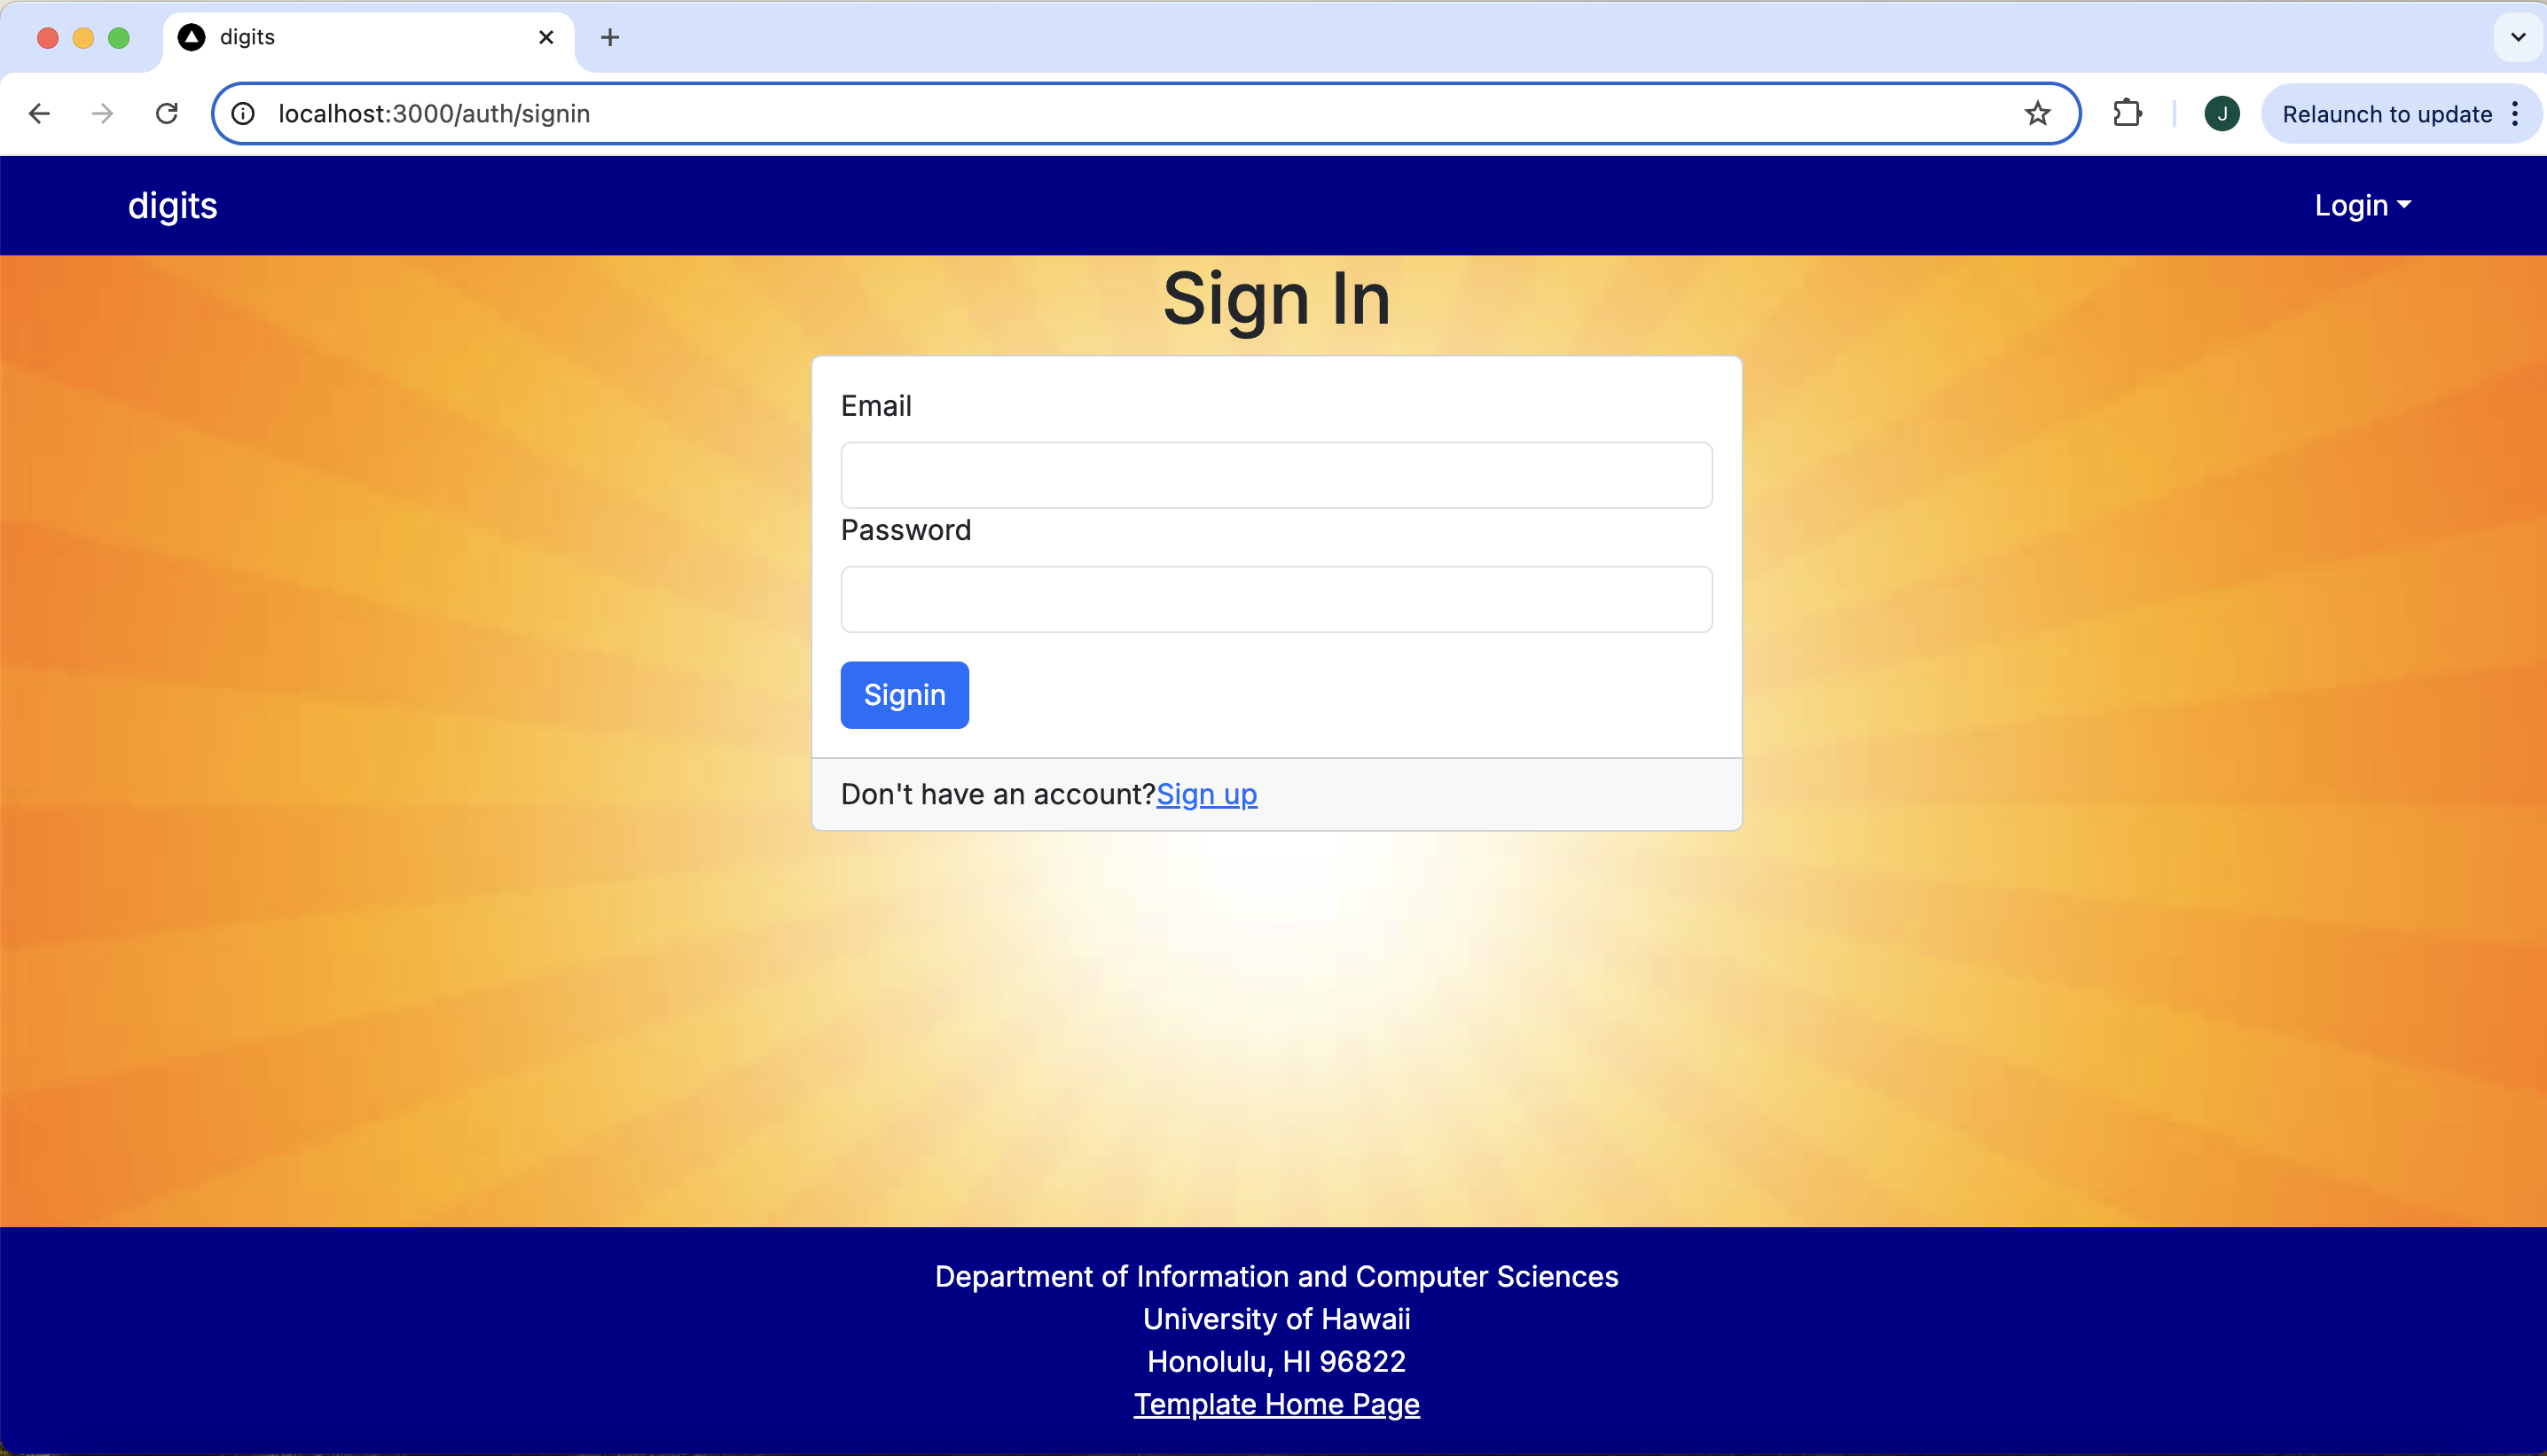 digits
localhost:3000/auth/signin
J
Relaunch to update
digits
Login
Sign In
Email
Password
Signin
Don't have an account?Sign up
Department of Information and Computer Sciences
University of Hawaii
Honolulu, HI 96822
Template Home Page